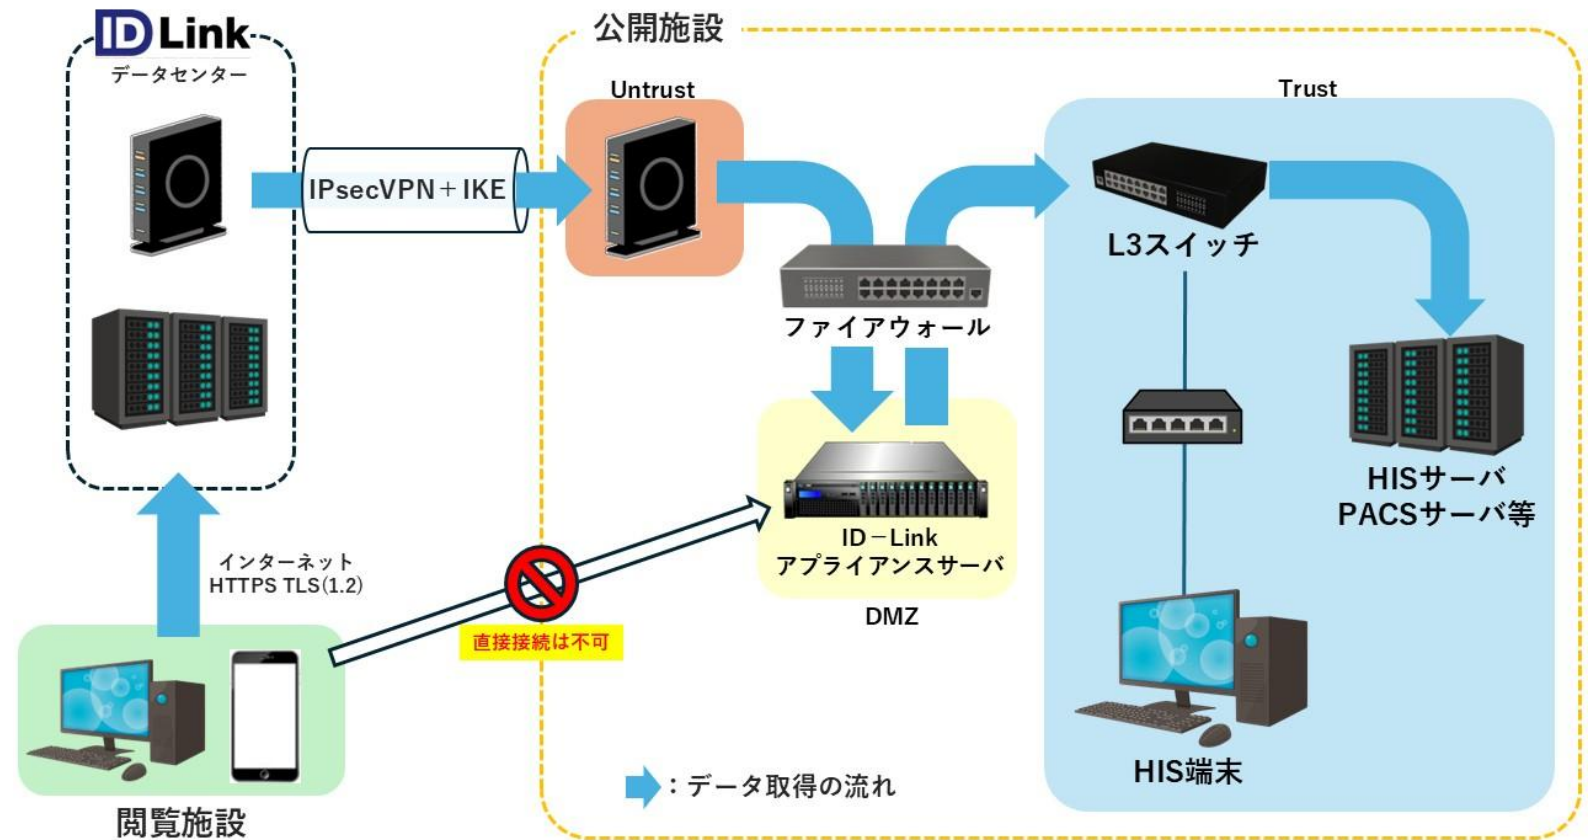 ID Link
データセンター
公開施設
Untrust
Trust
IPsecVPN＋IKE
L3スイッチ
ファイアウォール
HISサーバ
PACSサーバ等
ID－Link
アプライアンスサーバ
DMZ
インターネット
HTTPS TLS(1.2)
直接接続は不可
HIS端末
：データ取得の流れ
閲覧施設